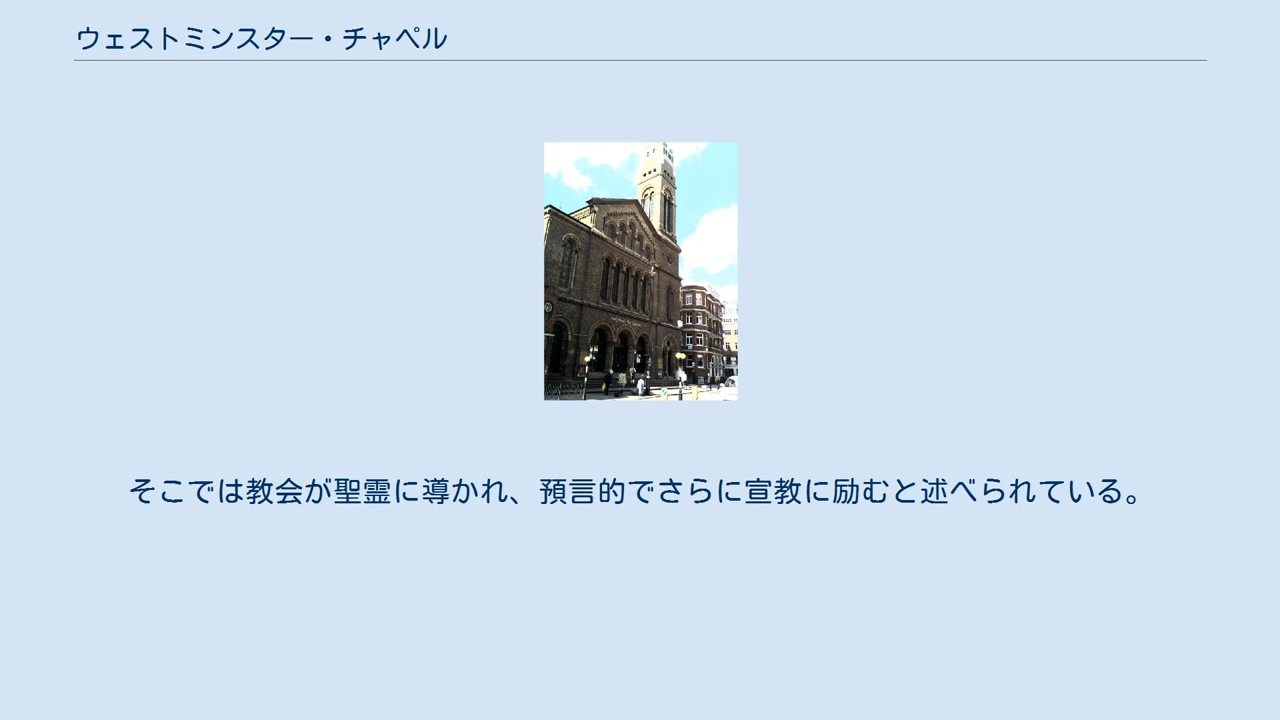 ウェストミンスター・チャペル
そこでは教会が聖霊に導かれ、預言的でさらに宣教に励むと述べられている。